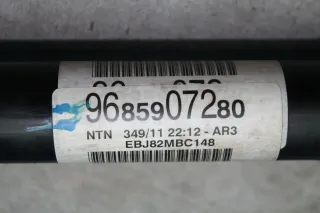 9685907280
NTN 349/11 22:12 - AR3
EBJ82MBC148